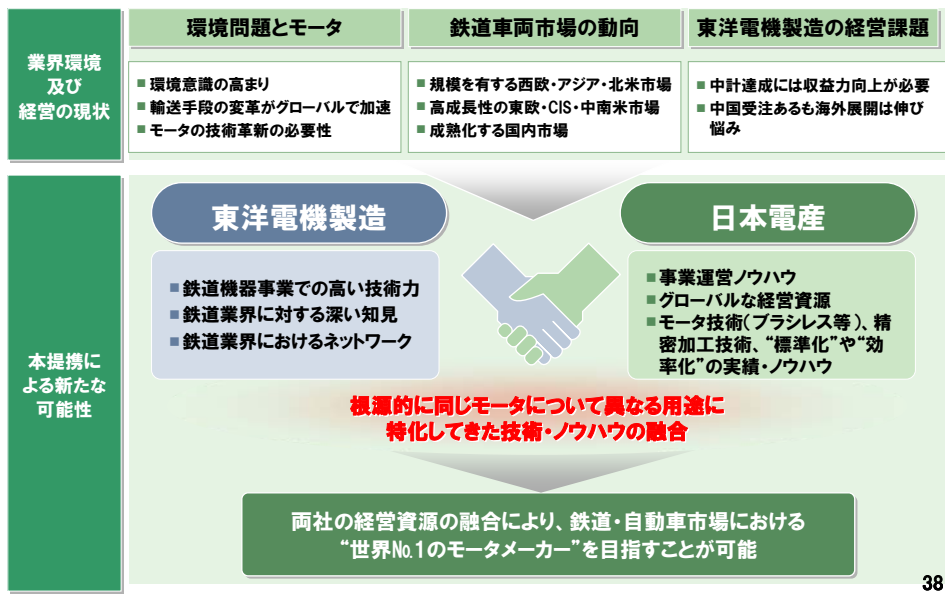 業界環境
及び
経営の現状
環境問題とモータ
■ 環境意識の高まり
■ 輸送手段の変革がグローバルで加速
■ モータの技術革新の必要性
鉄道車両市場の動向
■ 規模を有する西欧・アジア・北米市場
■ 高成長性の東欧・CIS・中南米市場
■ 成熟化する国内市場
東洋電機製造の経営課題
■ 中計達成には収益力向上が必要
■ 中国受注あるも海外展開は伸び
悩み
本提携に
よる新たな
可能性
東洋電機製造
■ 鉄道機器事業での高い技術力
■ 鉄道業界に対する深い知見
■ 鉄道業界におけるネットワーク
日本電産
■ 事業運営ノウハウ
■ グローバルな経営資源
■ モータ技術（ブラシレス等）、精
密加工技術、“標準化”や“効
率化”の実績・ノウハウ
根源的に同じモータについて異なる用途に
特化してきた技術・ノウハウの融合
両社の経営資源の融合により、鉄道・自動車市場における
“世界No.1のモータメーカー”を目指すことが可能
38